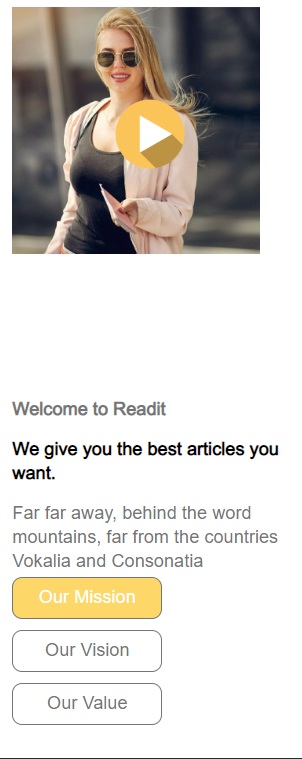 Welcome to Readit
We give you the best articles you
want.
Far far away, behind the word
mountains, far from the countries
Vokalia and Consonatia
Our Mission
Our Vision
Our Value